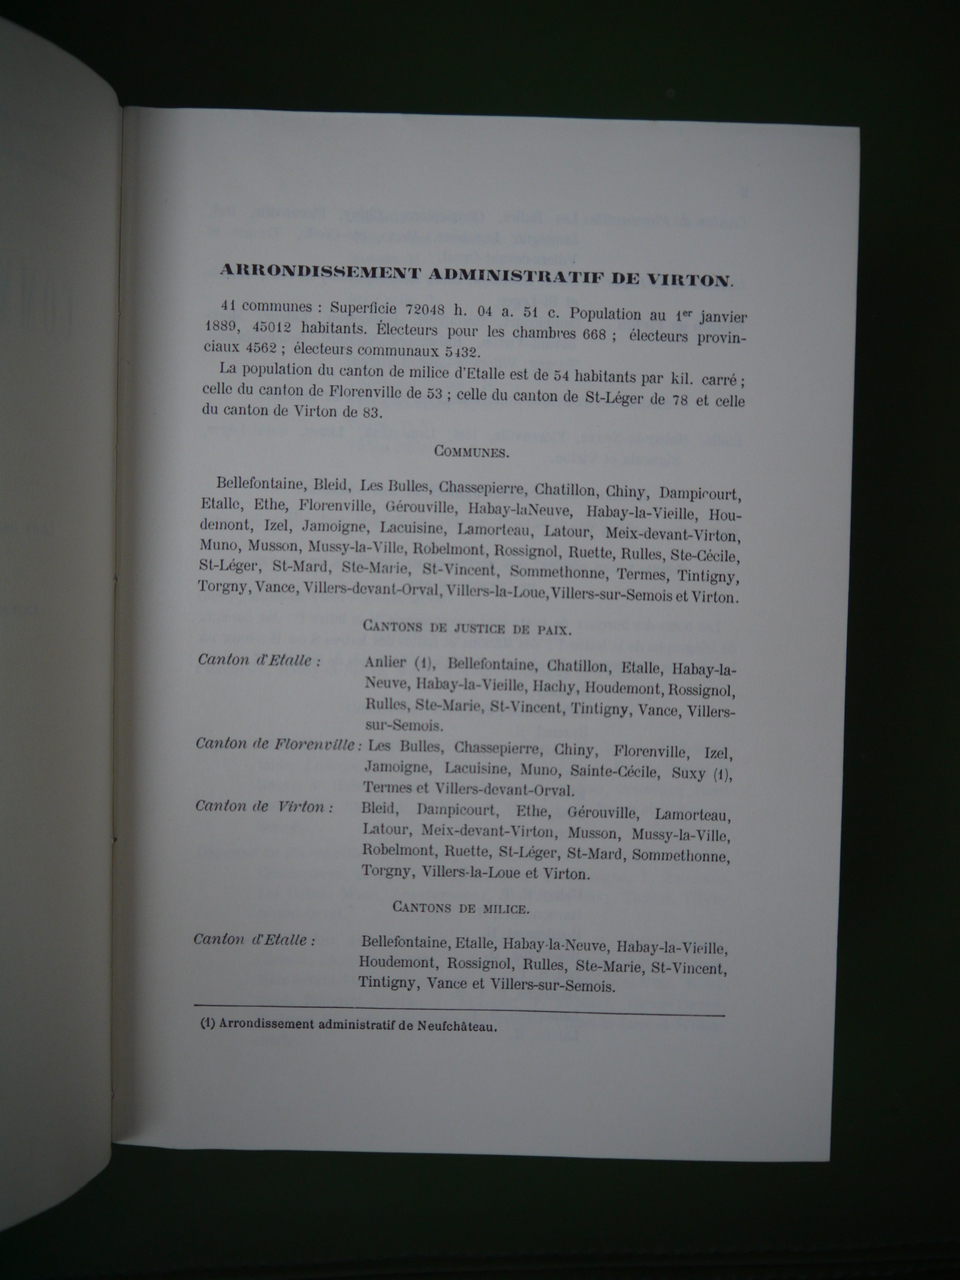 ARRONDISSEMENT ADMINISTRATIF DE VIRTON.
41 communes : Superficie 72048 h. 04 a. 51 c. Population au 1er janvier
1889, 45012 habitants. Électeurs pour les chambres 668 ; électeurs provin-
ciaux 4562 ; électeurs communaux 5432.
La population du canton de milice d'Etalle est de 54 habitants par kil. carré ;
celle du canton de Florenville de 53 ; celle du canton de St-Léger de 78 et celle
du canton de Virton de 83.
COMMUNES.
Bellefontaine, Bleid, Les Bulles, Chassepierre, Chatillon, Chiny, Dampicourt,
Etalle, Ethe, Florenville, Gérouville, Habay-laNeuve, Habay-la-Vieille, Hou-
demont, Izel, Jamoigne, Lacuisine, Lamorteau, Latour, Meix-devant-Virton,
Muno, Musson, Mussy-la-Ville, Robelmont, Rossignol, Ruette, Rulles, Ste-Cécile,
St-Léger, St-Mard, Ste-Marie, St-Vincent, Sommethonne, Termes, Tintigny,
Torgny, Vance, Villers-devant-Orval, Villers-la-Loue, Villers-sur-Semois et Virton.
CANTONS DE JUSTICE DE PAIX.
Canton d'Etalle : Anlier (1), Bellefontaine, Chatillon, Etalle, Habay-la-
Neuve, Habay-la-Vieille, Hachy, Houdemont, Rossignol,
Rulles, Ste-Marie, St-Vincent, Tintigny, Vance, Villers-
sur-Semois.
Canton de Florenville : Les Bulles, Chassepierre, Chiny, Florenville, Izel,
Jamoigne, Lacuisine, Muno, Sainte-Cécile, Suxy (1),
Termes et Villers-devant-Orval.
Canton de Virton : Bleid, Dampicourt, Ethe, Gérouville, Lamorteau,
Latour, Meix-devant-Virton, Musson, Mussy-la-Ville,
Robelmont, Ruette, St-Léger, St-Mard, Sommethonne,
Torgny, Villers-la-Loue et Virton.
CANTONS DE MILICE.
Canton d'Etalle : Bellefontaine, Etalle, Habay-la-Neuve, Habay-la-Vieille,
Houdemont, Rossignol, Rulles, Ste-Marie, St-Vincent,
Tintigny, Vance et Villers-sur-Semois.
(1) Arrondissement administratif de Neufchâteau.